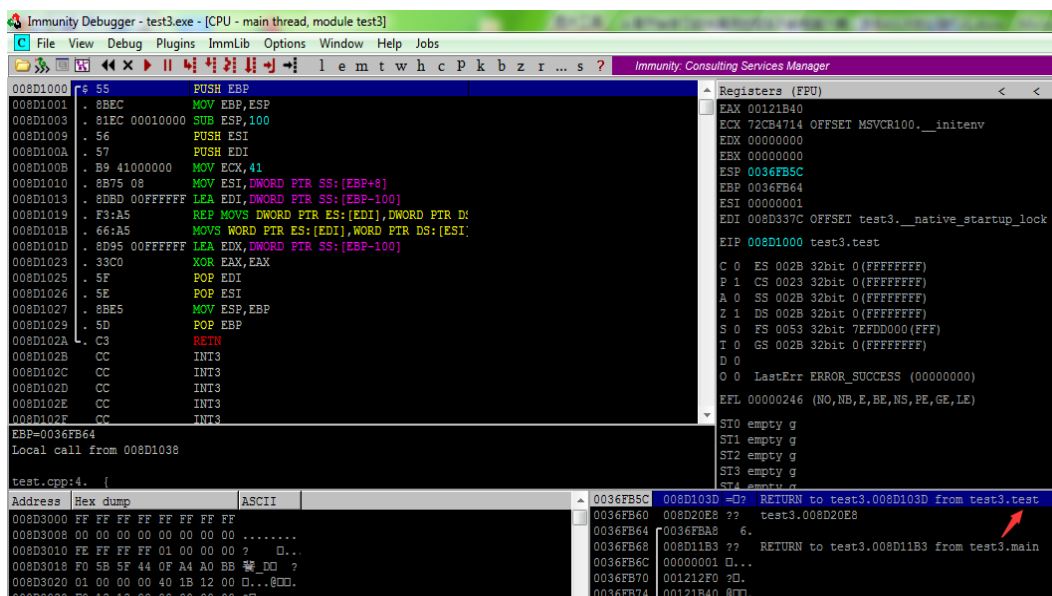 Immunity Debugger - test3.exe - [CPU - main thread, module test3]
C File View Debug Plugins ImmLib Options Window Help Jobs
l e m t w h c P k b z r ... s ? Immunity: Consulting Services Manager
008D1000 $ 55 PUSH EBP
008D1001 . 8BEC MOV EBP,ESP
008D1003 . 81EC 00010000 SUB ESP,100
008D1009 . 56 PUSH ESI
008D100A . 57 PUSH EDI
008D100B . B9 41000000 MOV ECX,41
008D1010 . 8B75 08 MOV ESI,DWORD PTR SS:[EBP+8]
008D1013 . 8DBD 00FFFFFF LEA EDI,DWORD PTR SS:[EBP-100]
008D1019 . F3:A5 REP MOVS DWORD PTR ES:[EDI],DWORD PTR DS
008D101B . 66:A5 MOVS WORD PTR ES:[EDI],WORD PTR DS:[ESI]
008D101D . 8D95 00FFFFFF LEA EDX,DWORD PTR SS:[EBP-100]
008D1023 . 33C0 XOR EAX,EAX
008D1025 . 5F POP EDI
008D1026 . 5E POP ESI
008D1027 . 8BE5 MOV ESP,EBP
008D1029 . 5D POP EBP
008D102A . C3 RETN
008D102B CC INT3
008D102C CC INT3
008D102D CC INT3
008D102E CC INT3
008D102F CC INT3
EBP=0036FB64
Local call from 008D1038
test.cpp:4. {
Registers (FPU) < <
EAX 00121B40
ECX 72CB4714 OFFSET MSVCR100.__initenv
EDX 00000000
EBX 00000000
ESP 0036FB5C
EBP 0036FB64
ESI 00000001
EDI 008D337C OFFSET test3.__native_startup_lock
EIP 008D1000 test3.test
C 0 ES 002B 32bit 0(FFFFFFFF)
P 1 CS 0023 32bit 0(FFFFFFFF)
A 0 SS 002B 32bit 0(FFFFFFFF)
Z 1 DS 002B 32bit 0(FFFFFFFF)
S 0 FS 0053 32bit 7EFDD000(FFF)
T 0 GS 002B 32bit 0(FFFFFFFF)
D 0
O 0 LastErr ERROR_SUCCESS (00000000)
EFL 00000246 (NO,NB,E,BE,NS,PE,GE,LE)
ST0 empty g
ST1 empty g
ST2 empty g
ST3 empty g
ST4 empty g
Address Hex dump ASCII
008D3000 FF FF FF FF FF FF FF FF
008D3008 00 00 00 00 00 00 00 00 ........
008D3010 FE FF FF FF 01 00 00 00 ? □..
008D3018 F0 5B 5F 44 0F A4 A0 BB
008D3020 01 00 00 00 40 1B 12 00
0036FB5C 008D103D =□? RETURN to test3.008D103D from test3.test
0036FB60 008D20E8 ?? test3.008D20E8
0036FB64 0036FBA8 6.
0036FB68 008D11B3 ?? RETURN to test3.008D11B3 from test3.main
0036FB6C 00000001 □...
0036FB70 001212F0 ?□.
0036FB74 00121B40